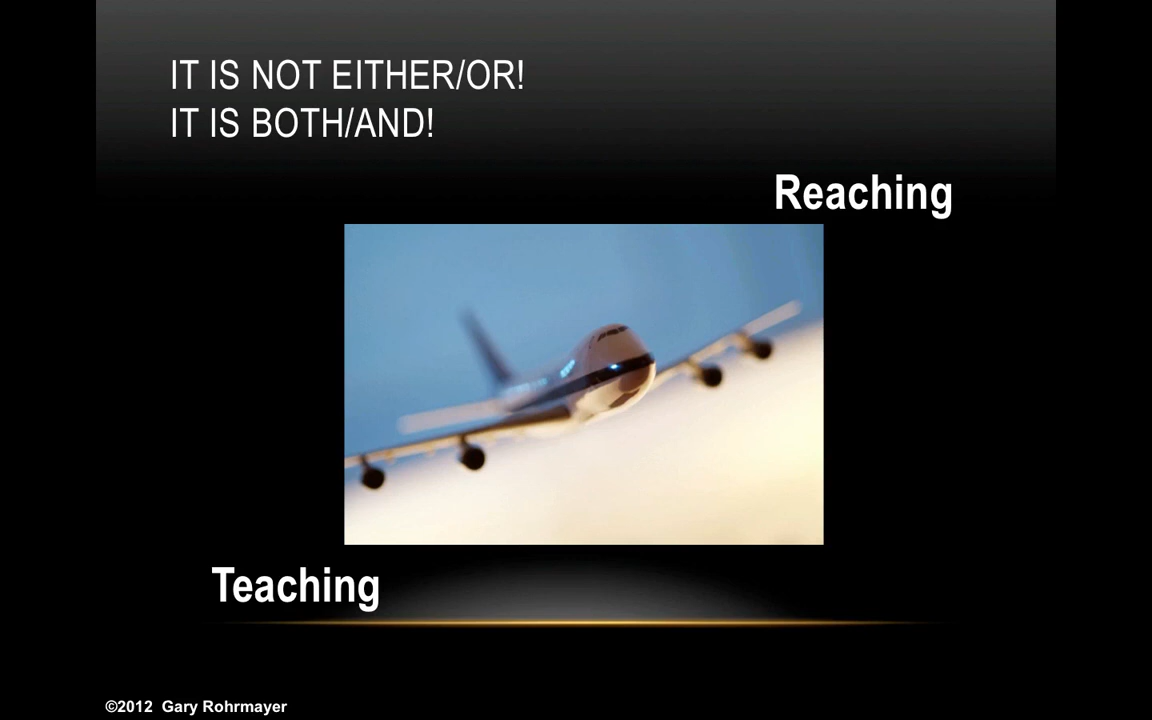 IT IS NOT EITHER/OR!
IT IS BOTH/AND!
Reaching
Teaching
©2012 Gary Rohrmayer